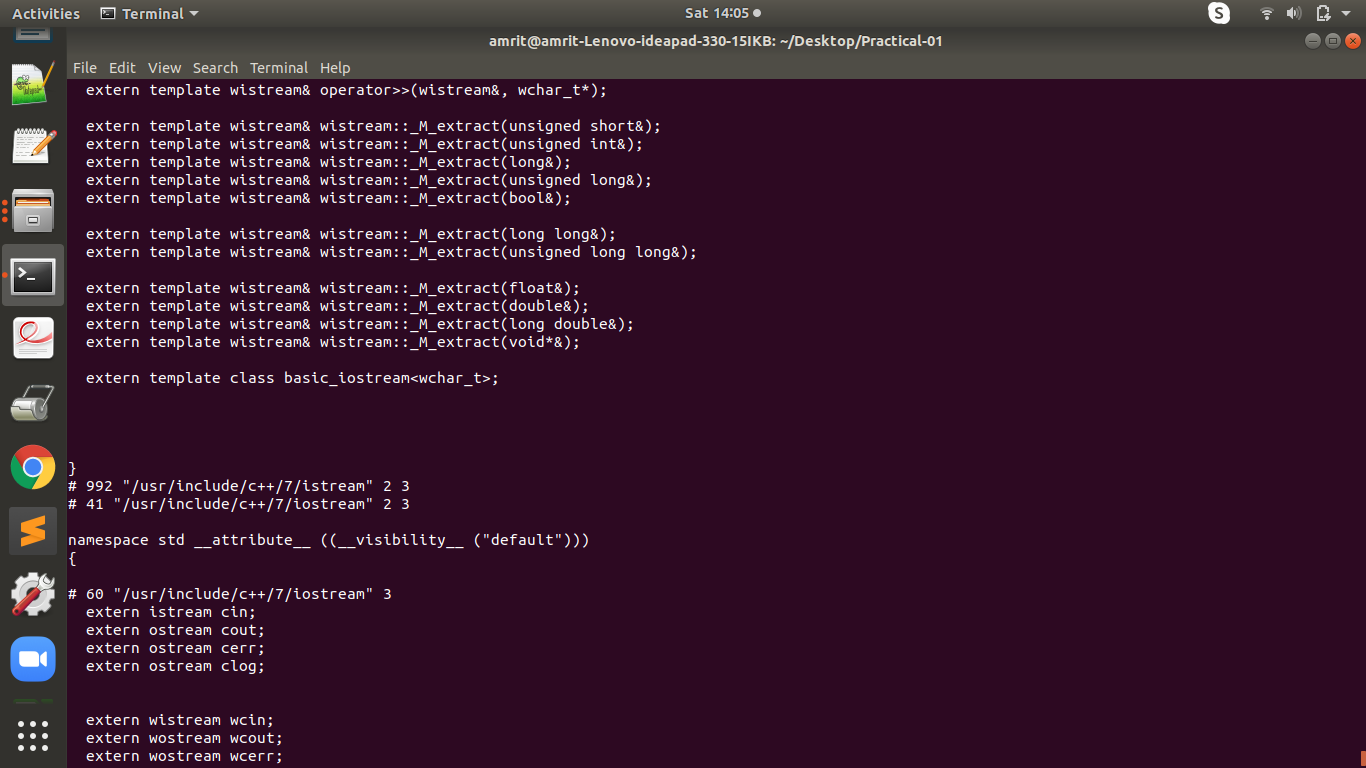 Activities Terminal Sat 14:05 S
amrit@amrit-Lenovo-ideapad-330-15IKB: ~/Desktop/Practical-01
File Edit View Search Terminal Help
extern template wistream& operator>>(wistream&, wchar_t*);
extern template wistream& wistream::_M_extract(unsigned short&);
extern template wistream& wistream::_M_extract(unsigned int&);
extern template wistream& wistream::_M_extract(long&);
extern template wistream& wistream::_M_extract(unsigned long&);
extern template wistream& wistream::_M_extract(bool&);
extern template wistream& wistream::_M_extract(long long&);
extern template wistream& wistream::_M_extract(unsigned long long&);
extern template wistream& wistream::_M_extract(float&);
extern template wistream& wistream::_M_extract(double&);
extern template wistream& wistream::_M_extract(long double&);
extern template wistream& wistream::_M_extract(void*&);
extern template class basic_iostream<wchar_t>;
}
# 992 "/usr/include/c++/7/istream" 2 3
# 41 "/usr/include/c++/7/iostream" 2 3
namespace std __attribute__ ((__visibility__ ("default")))
{
# 60 "/usr/include/c++/7/iostream" 3
extern istream cin;
extern ostream cout;
extern ostream cerr;
extern ostream clog;
extern wistream wcin;
extern wostream wcout;
extern wostream wcerr;